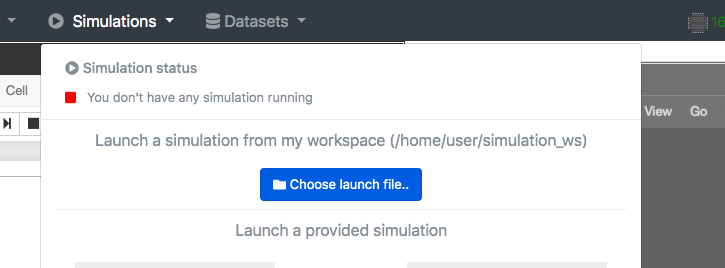 Simulations
Datasets
16
Simulation status
You don't have any simulation running
Cell
View
Go
Launch a simulation from my workspace (/home/user/simulation_ws)
Choose launch file..
Launch a provided simulation